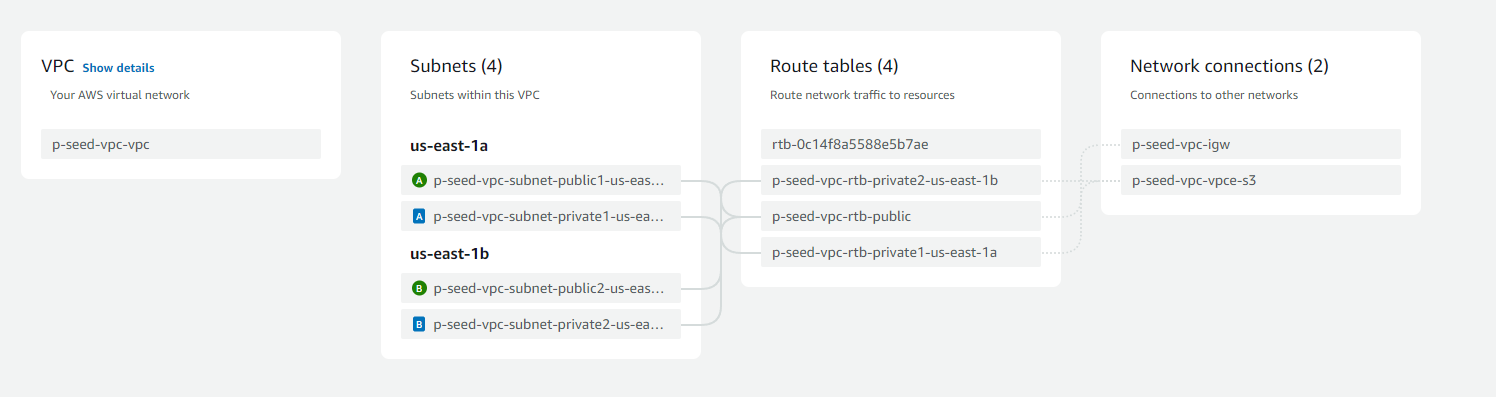 VPC Show details
Your AWS virtual network
p-seed-vpc-vpc
Subnets (4)
Subnets within this VPC
us-east-1a
A p-seed-vpc-subnet-public1-us-eas…
A p-seed-vpc-subnet-private1-us-ea…
us-east-1b
B p-seed-vpc-subnet-public2-us-eas…
B p-seed-vpc-subnet-private2-us-ea…
Route tables (4)
Route network traffic to resources
rtb-0c14f8a5588e5b7ae
p-seed-vpc-rtb-private2-us-east-1b
p-seed-vpc-rtb-public
p-seed-vpc-rtb-private1-us-east-1a
Network connections (2)
Connections to other networks
p-seed-vpc-igw
p-seed-vpc-vpce-s3